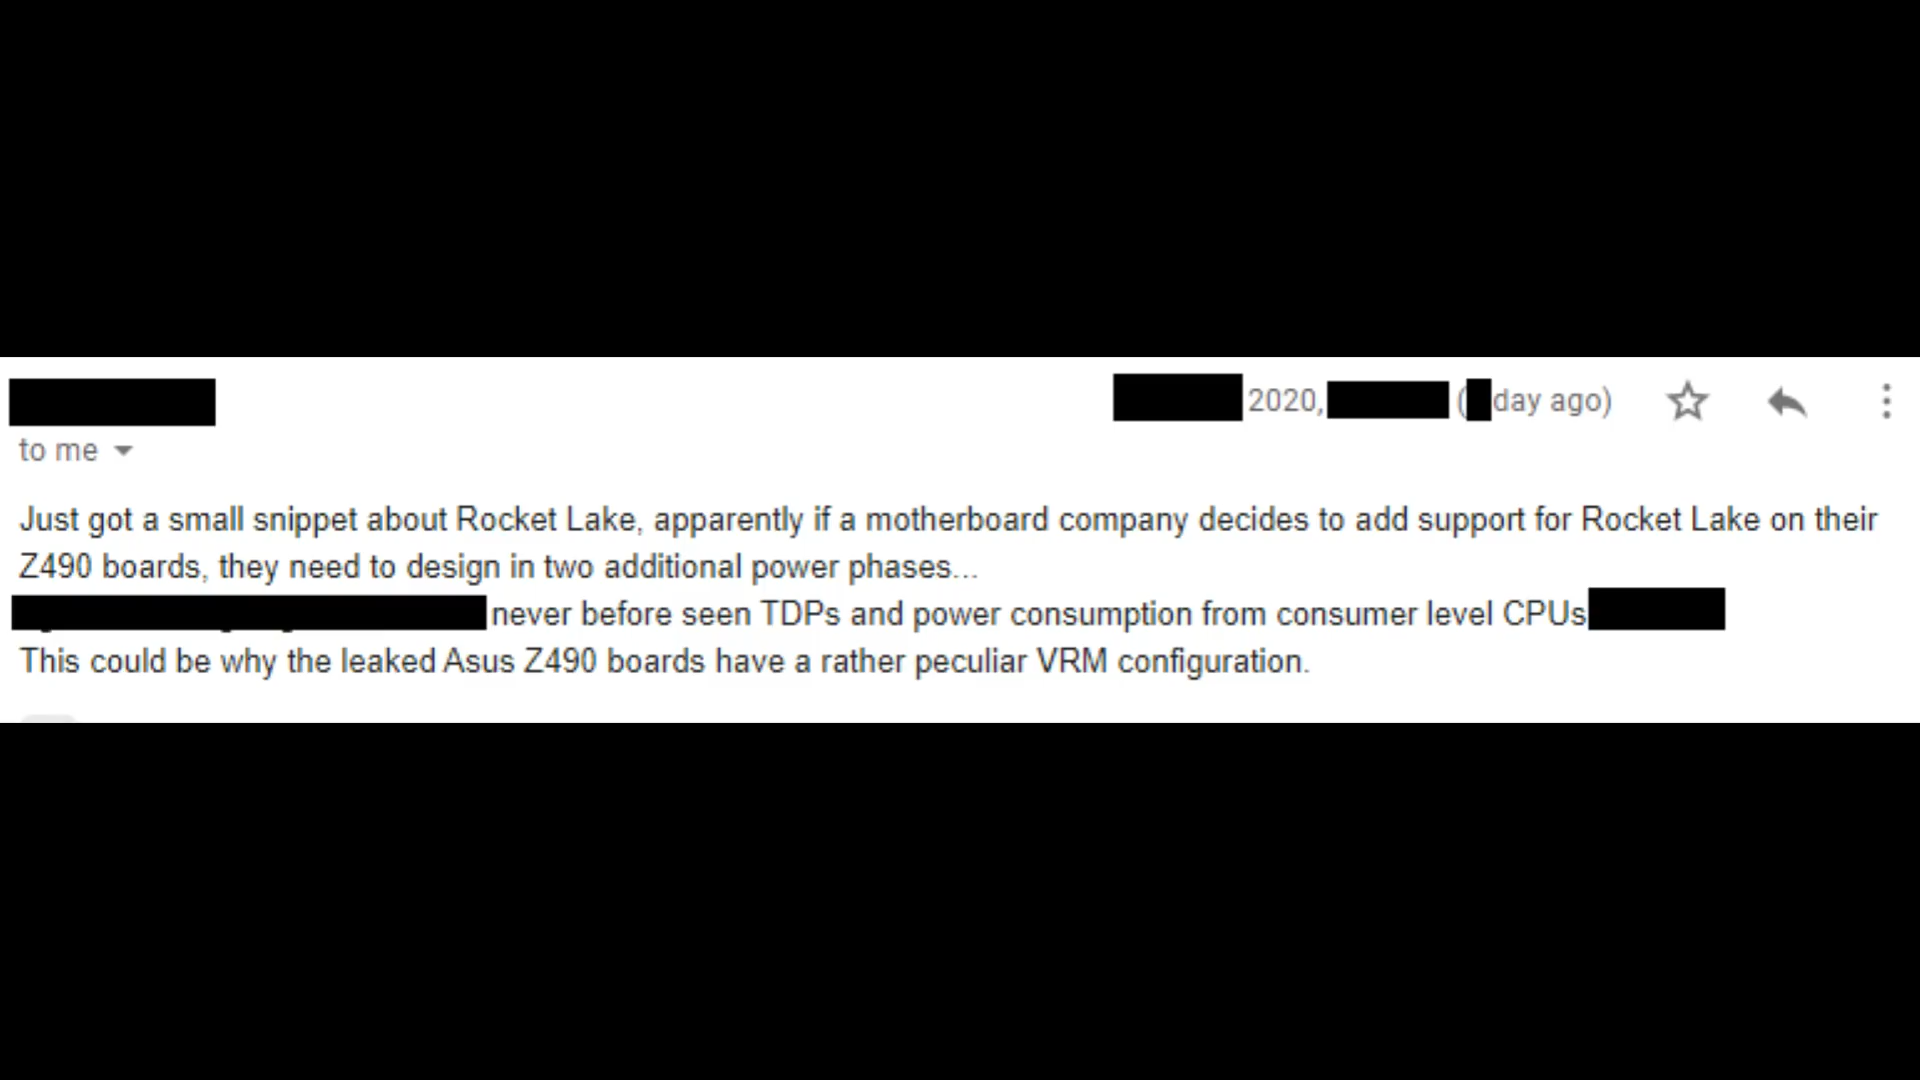 2020, ( day ago)
to me
Just got a small snippet about Rocket Lake, apparently if a motherboard company decides to add support for Rocket Lake on their
Z490 boards, they need to design in two additional power phases...
never before seen TDPs and power consumption from consumer level CPUs
This could be why the leaked Asus Z490 boards have a rather peculiar VRM configuration.